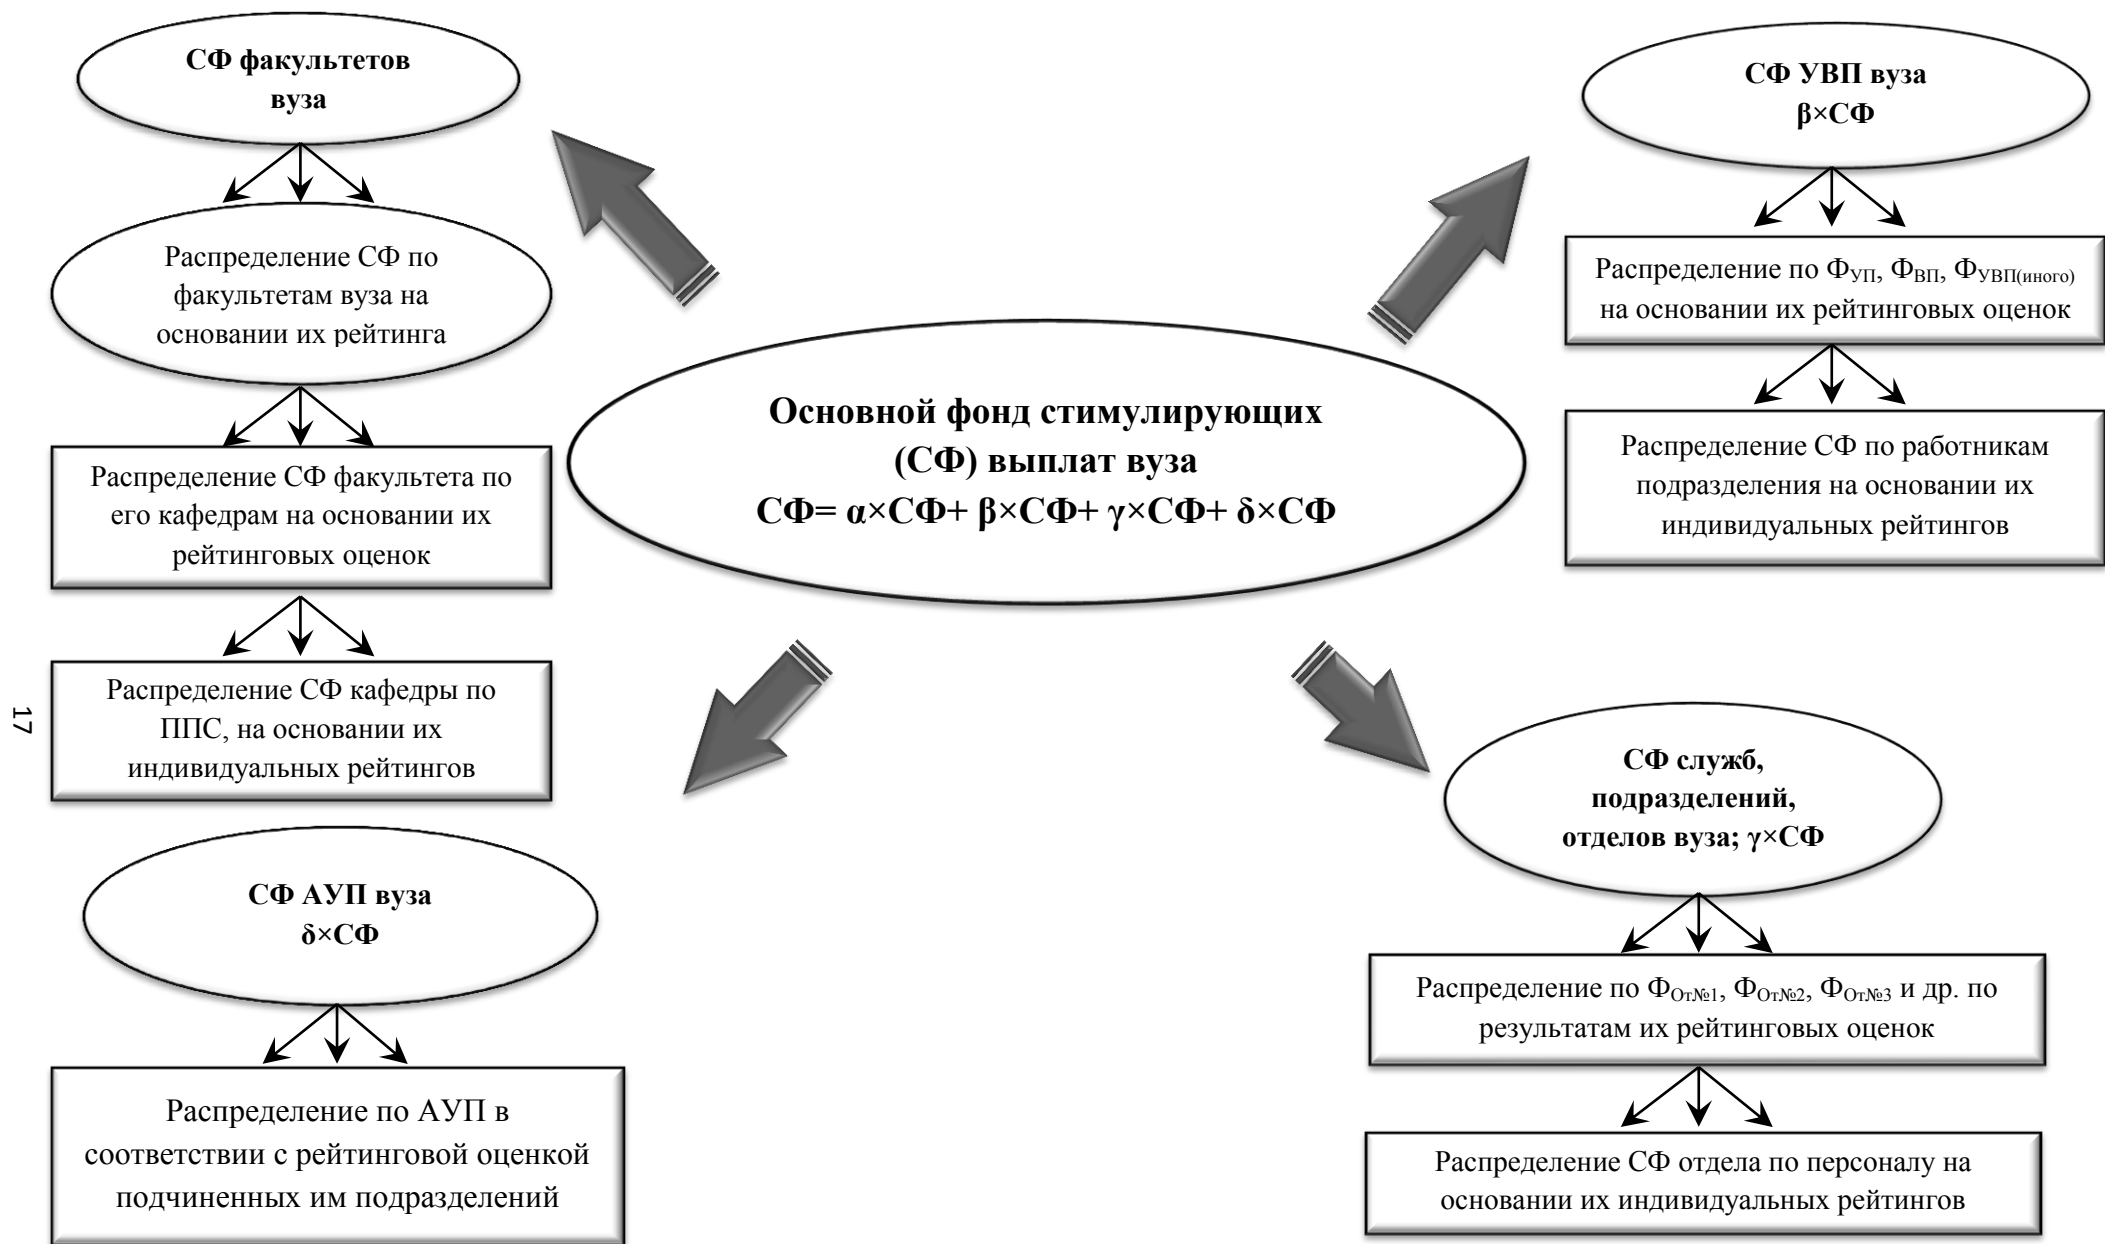 СФ факультетов
вуза
Распределение СФ по
факультетам вуза на
основании их рейтинга
Распределение СФ факультета по
его кафедрам на основании их
рейтинговых оценок
Распределение СФ кафедры по
ППС, на основании их
индивидуальных рейтингов
СФ АУП вуза
δ×СФ
Распределение по АУП в
соответствии с рейтинговой оценкой
подчиненных им подразделений
Основной фонд стимулирующих
(СФ) выплат вуза
СФ= α×СФ+ β×СФ+ γ×СФ+ δ×СФ
СФ УВП вуза
β×СФ
Распределение по ФУП, ФВП, ФУВП(иного)
на основании их рейтинговых оценок
Распределение СФ по работникам
подразделения на основании их
индивидуальных рейтингов
СФ служб,
подразделений,
отделов вуза; γ×СФ
Распределение по ФОт№1, ФОт№2, ФОт№3 и др. по
результатам их рейтинговых оценок
Распределение СФ отдела по персоналу на
основании их индивидуальных рейтингов
17